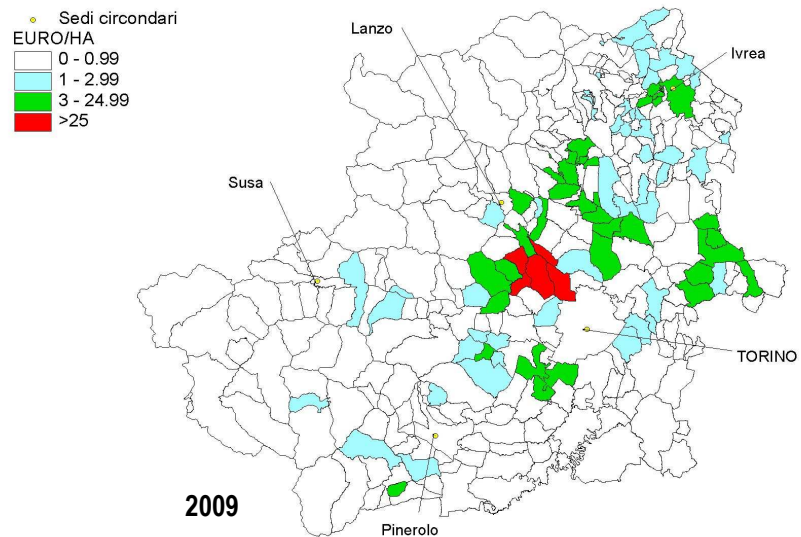 Sedi circondari
EURO/HA
0 - 0.99
1 - 2.99
3 - 24.99
>25
Lanzo
Ivrea
Susa
TORINO
2009
Pinerolo